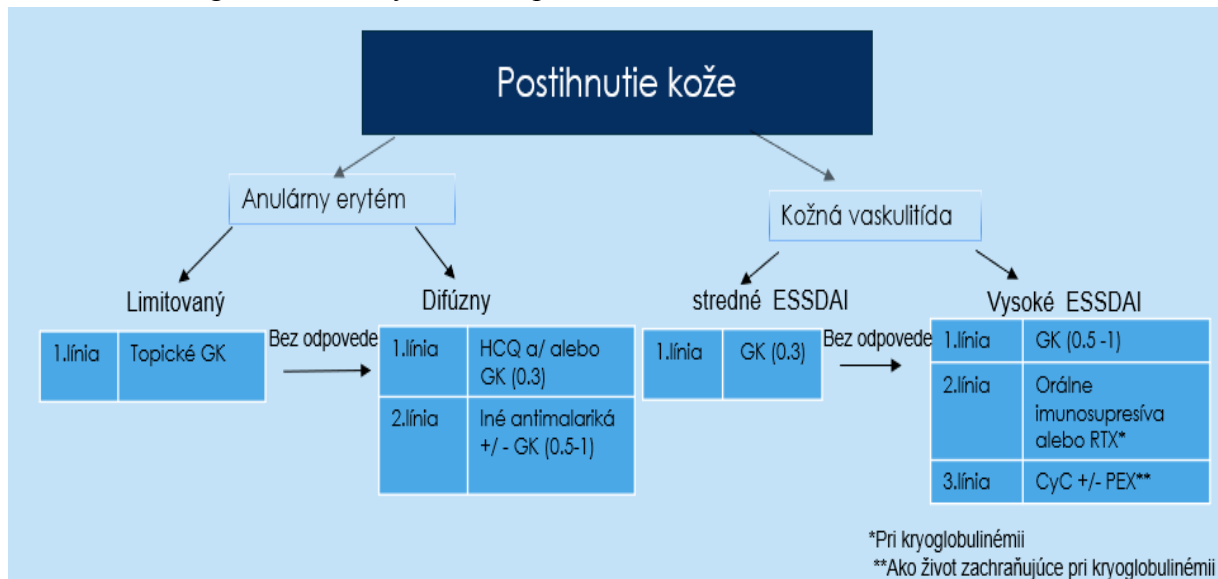 Postihnutie kože
Anulárny erytém
Kožná vaskulitída
Limitovaný
1.línia
Topické GK
Bez odpovede
Difúzny
1.línia
HCQ a/ alebo
GK (0.3)
2.línia
Iné antimalariká
+/ - GK (0.5-1)
stredné ESSDAI
1.línia
GK (0.3)
Bez odpovede
Vysoké ESSDAI
1.línia
GK (0.5 -1)
2.línia
Orálne
imunosupresíva
alebo RTX*
3.línia
CyC +/- PEX**
*Pri kryoglobulinémii
**Ako život zachraňujúce pri kryoglobulinémii